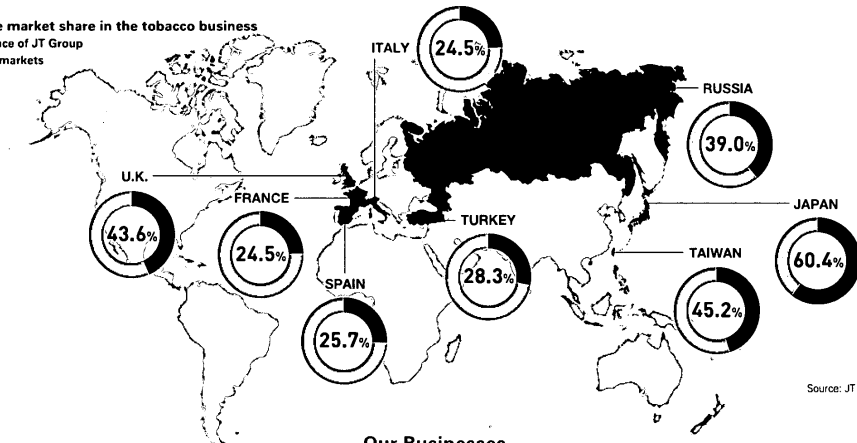 e market share in the tobacco business
nce of JT Group
markets
ITALY
24.5%
RUSSIA
39.0%
U.K.
43.6%
FRANCE
24.5%
JAPAN
60.4%
TURKEY
28.3%
TAIWAN
45.2%
SPAIN
25.7%
Source: JT
Our Businesses